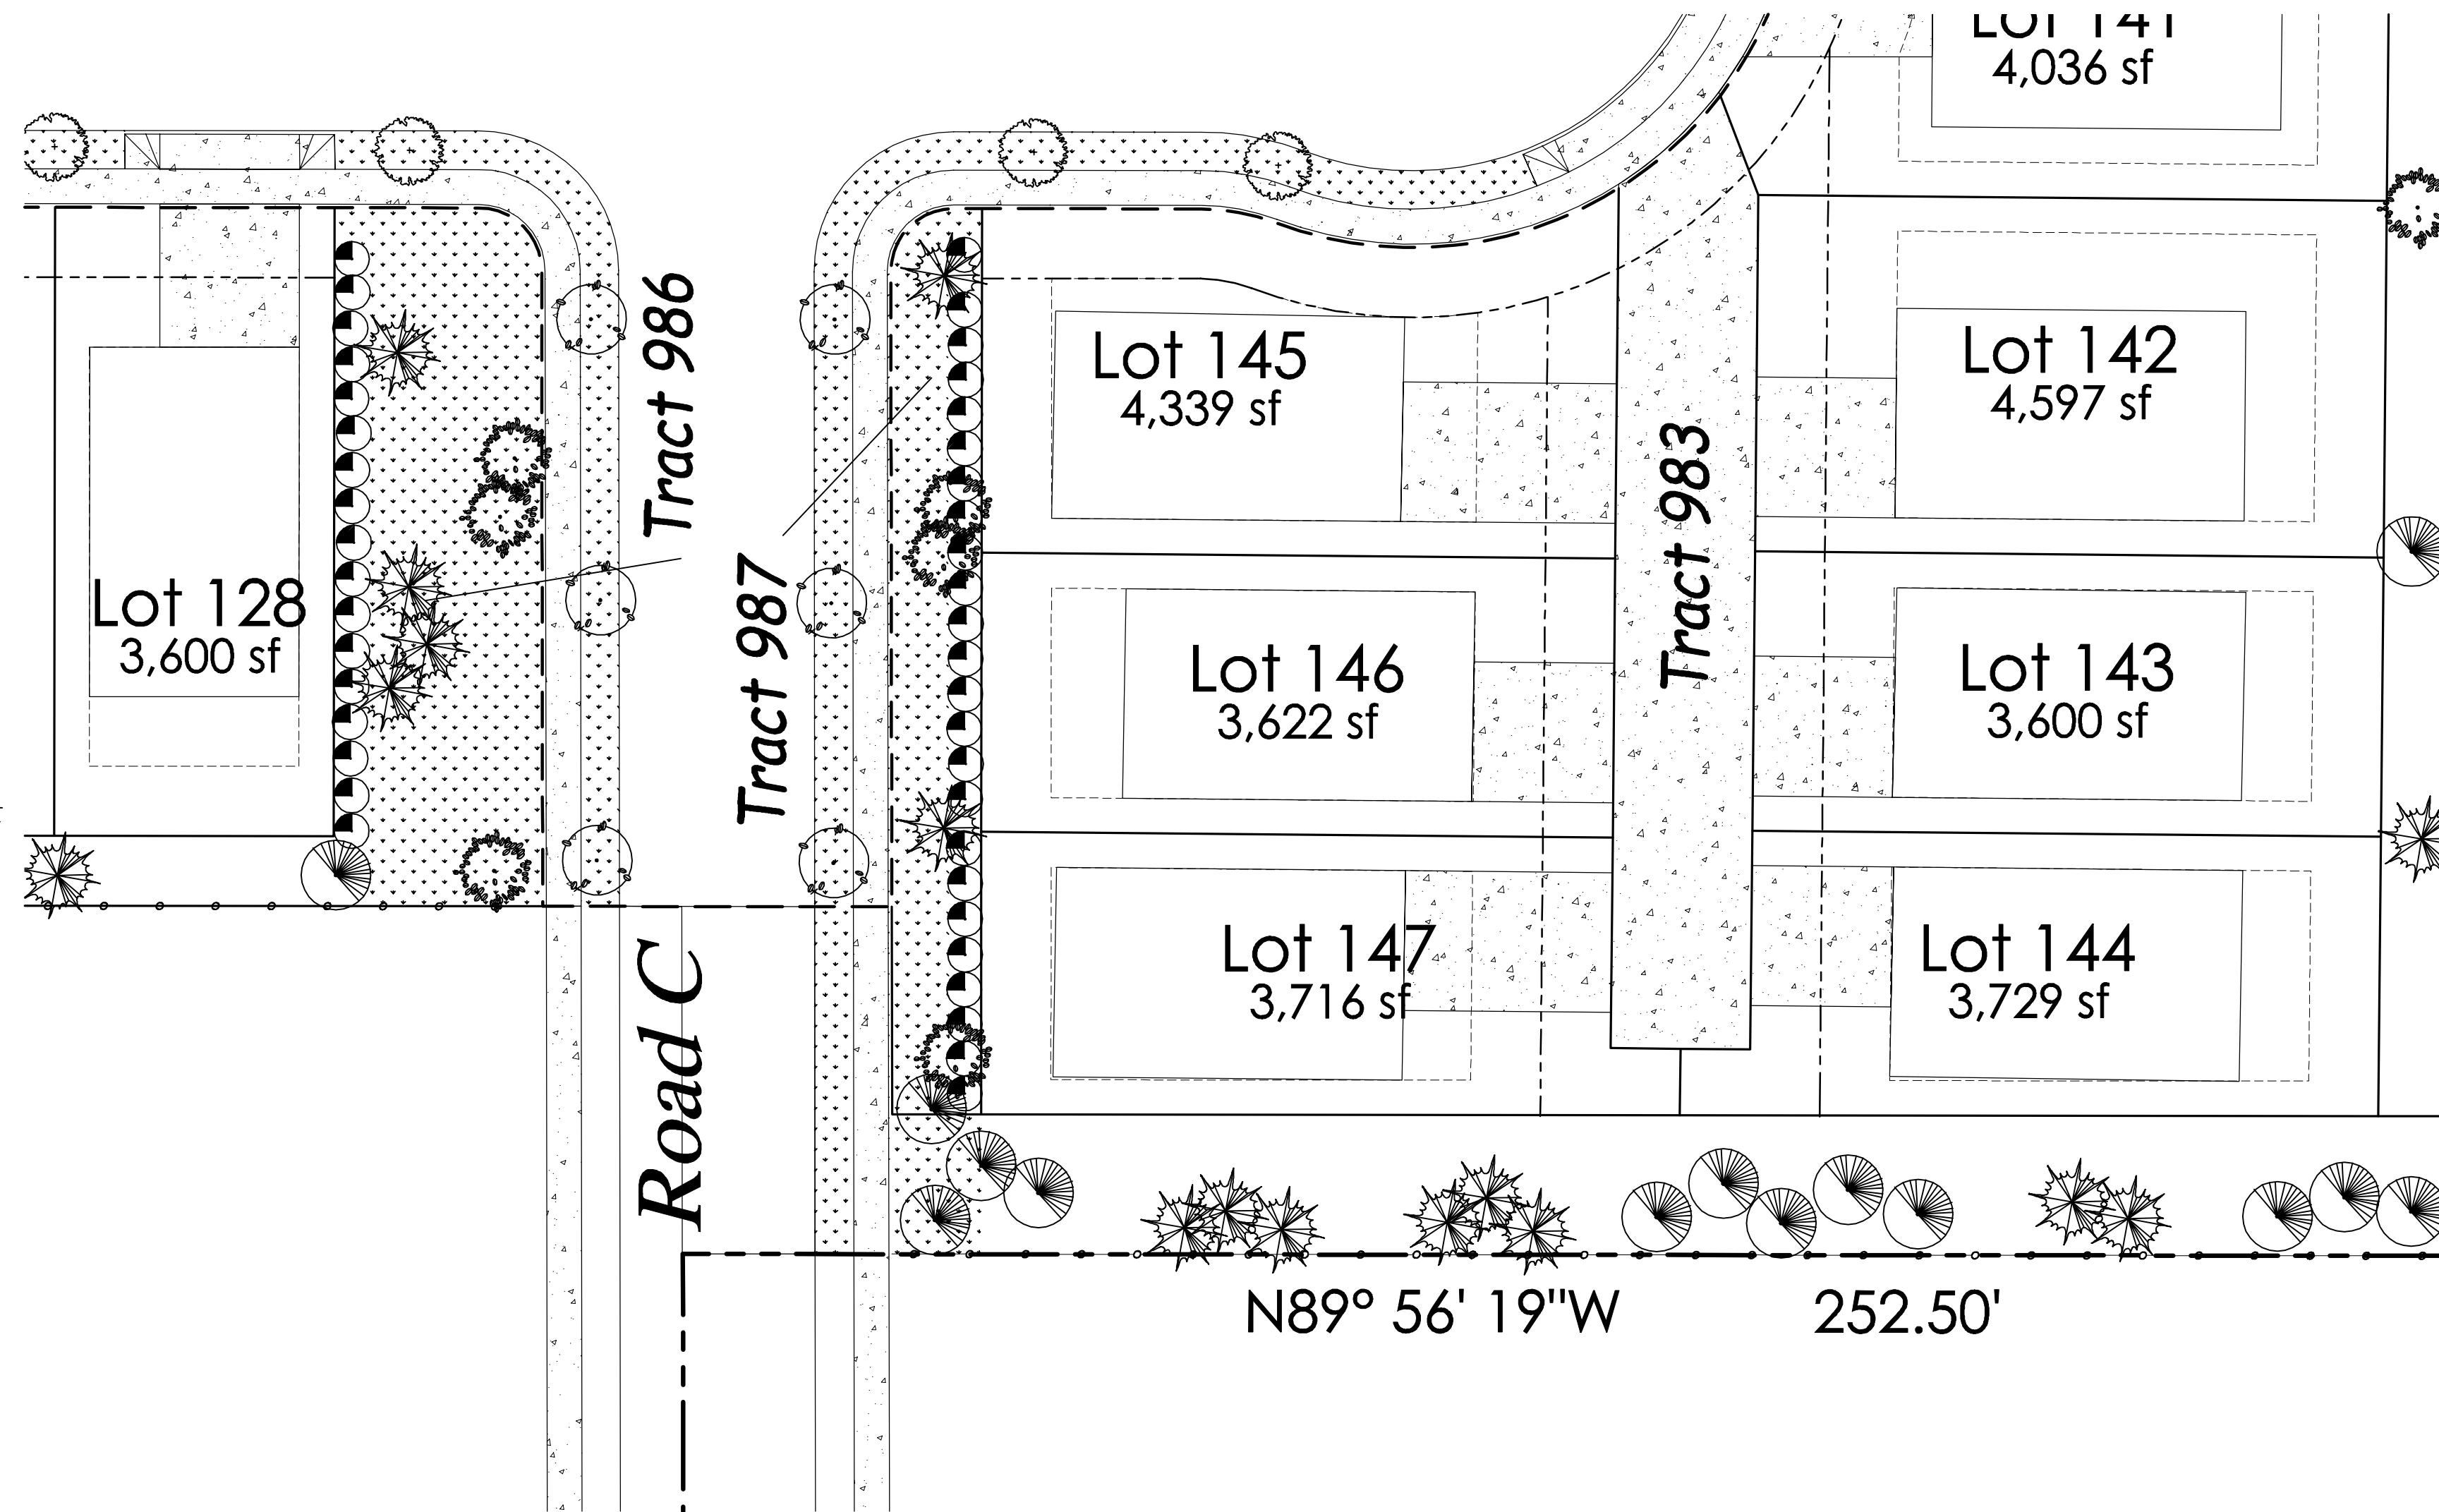 Lot 141
4,036 sf
Tract 986
Lot 145
4,339 sf
Lot 142
4,597 sf
Tract 983
Lot 128
3,600 sf
Tract 987
Lot 146
3,622 sf
Lot 143
3,600 sf
Road C
Lot 147
3,716 sf
Lot 144
3,729 sf
N89° 56' 19"W 252.50'